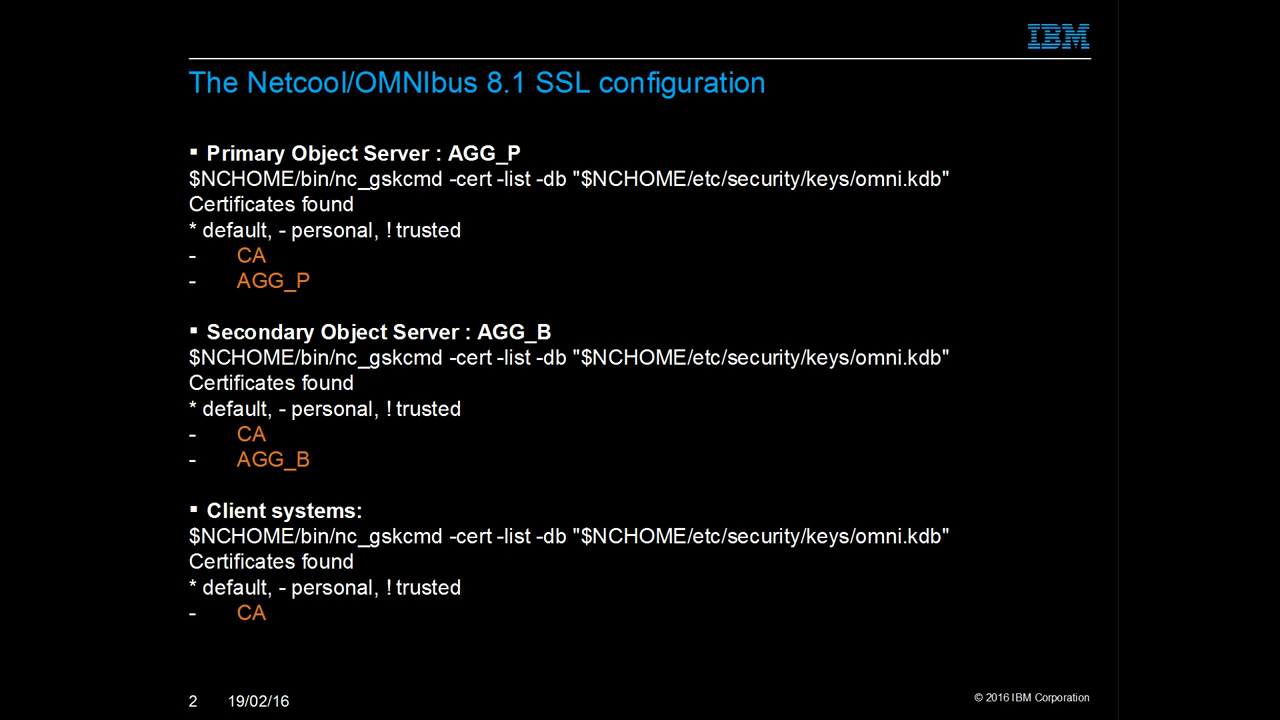 IBM
The Netcool/OMNIbus 8.1 SSL configuration
▪ Primary Object Server : AGG_P
$NCHOME/bin/nc_gskcmd -cert -list -db "$NCHOME/etc/security/keys/omni.kdb"
Certificates found
* default, - personal, ! trusted
- CA
- AGG_P
▪ Secondary Object Server : AGG_B
$NCHOME/bin/nc_gskcmd -cert -list -db "$NCHOME/etc/security/keys/omni.kdb"
Certificates found
* default, - personal, ! trusted
- CA
- AGG_B
▪ Client systems:
$NCHOME/bin/nc_gskcmd -cert -list -db "$NCHOME/etc/security/keys/omni.kdb"
Certificates found
* default, - personal, ! trusted
- CA
2 19/02/16
© 2016 IBM Corporation